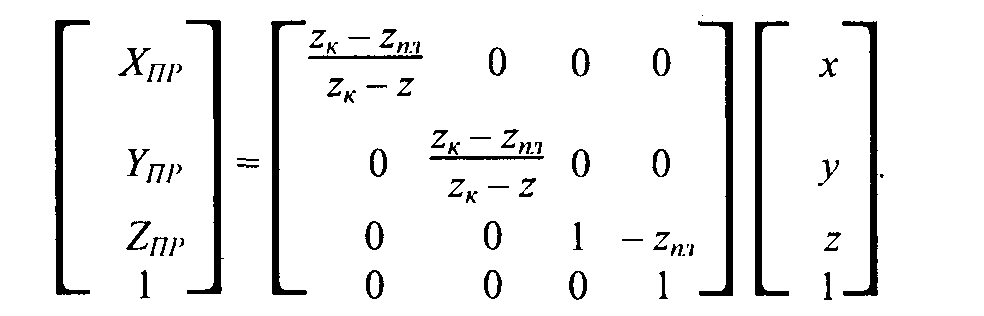 [ X_ПР ] = [ (z_к − z_пл)/(z_к − z) 0 0 0 ] [ x ]
[ Y_ПР ] = [ 0 (z_к − z_пл)/(z_к − z) 0 0 ] [ y ].
[ Z_ПР ] = [ 0 0 1 − z_пл ] [ z ]
[ 1 ] = [ 0 0 0 1 ] [ 1 ]